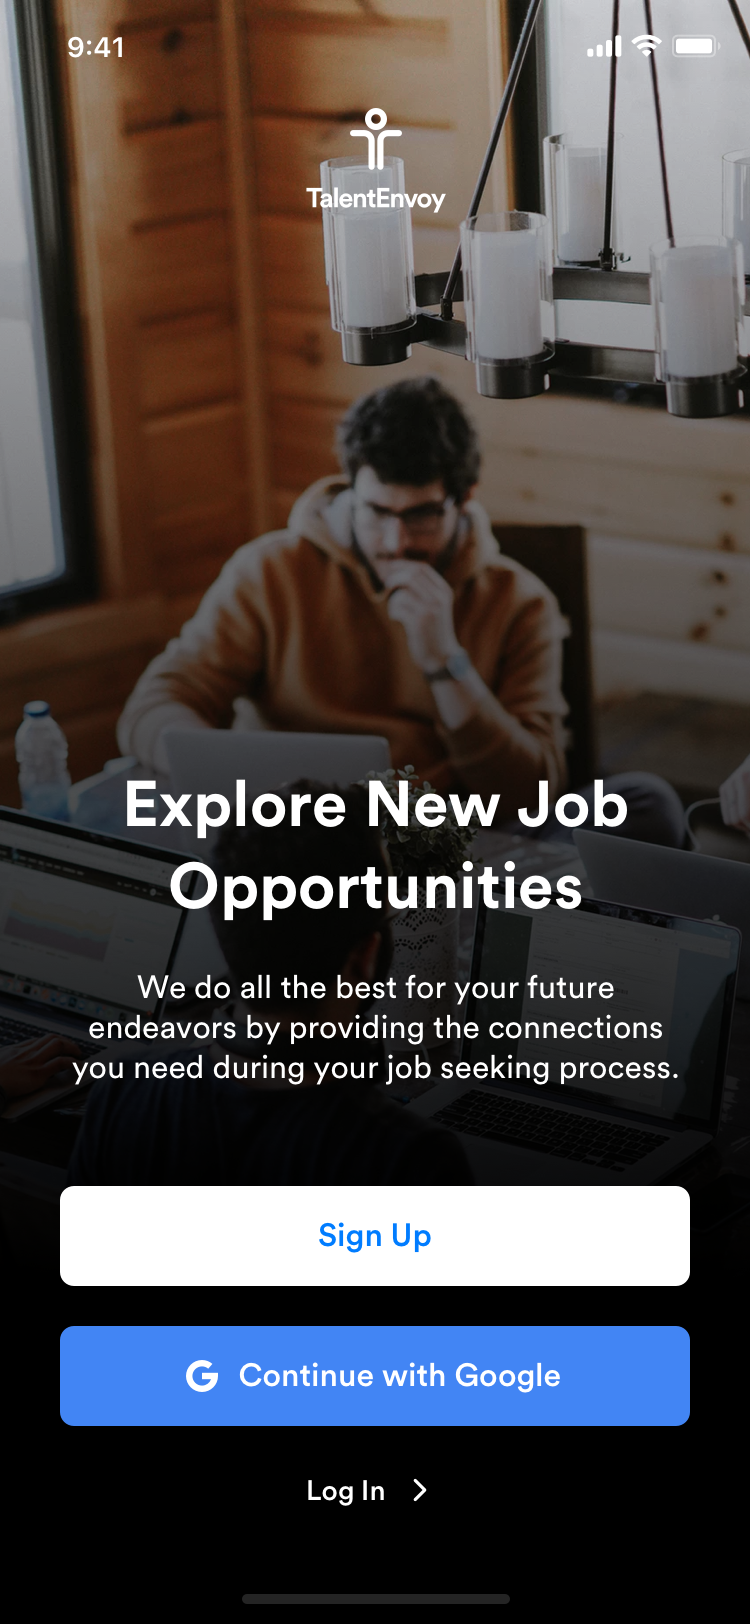 9:41
TalentEnvoy
Explore New Job
Opportunities
We do all the best for your future
endeavors by providing the connections
you need during your job seeking process.
Sign Up
Continue with Google
Log In